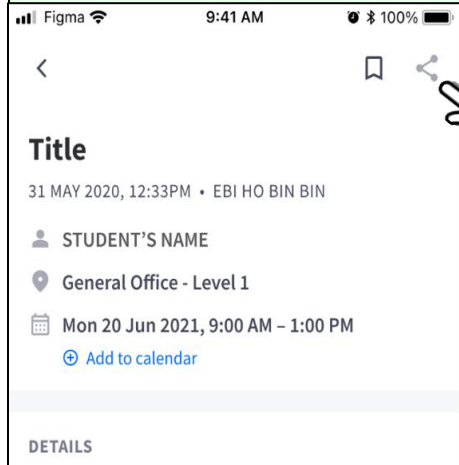 Figma 9:41 AM 100%
Title
31 MAY 2020, 12:33PM • EBI HO BIN BIN
STUDENT'S NAME
General Office - Level 1
Mon 20 Jun 2021, 9:00 AM – 1:00 PM
Add to calendar
DETAILS